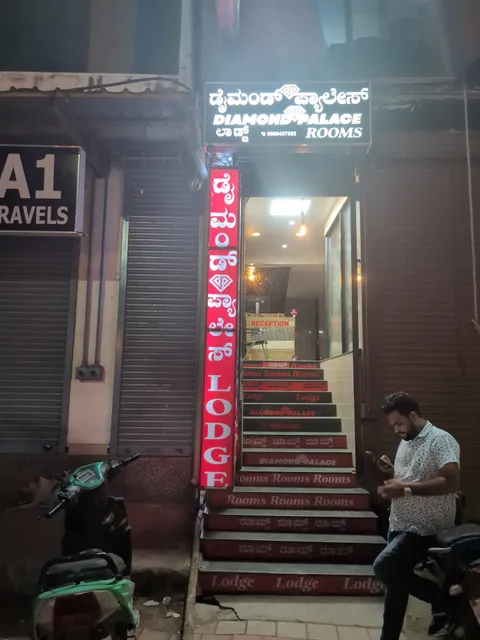 ಡೈಮಂಡ್ ಪ್ಯಾಲೇಸ್
DIAMOND PALACE
ಲಾಡ್ಜ್
ROOMS
A1
RAVELS
ಡೈಮಂಡ್ ಪ್ಯಾಲೇಸ್ LODGE
RECEPTION
Rooms Rooms
Lodge Lodge
DIAMOND PALACE
ರೂಮ್ಸ್ ರೂಮ್ಸ್ ರೂಮ್ಸ್
DIAMOND PALACE
Rooms Rooms Rooms
ರೂಮ್ಸ್ ರೂಮ್ಸ್ ರೂಮ್ಸ್
ರೂಮ್ಸ್ ರೂಮ್ಸ್ ರೂಮ್ಸ್
Lodge Lodge Lodge